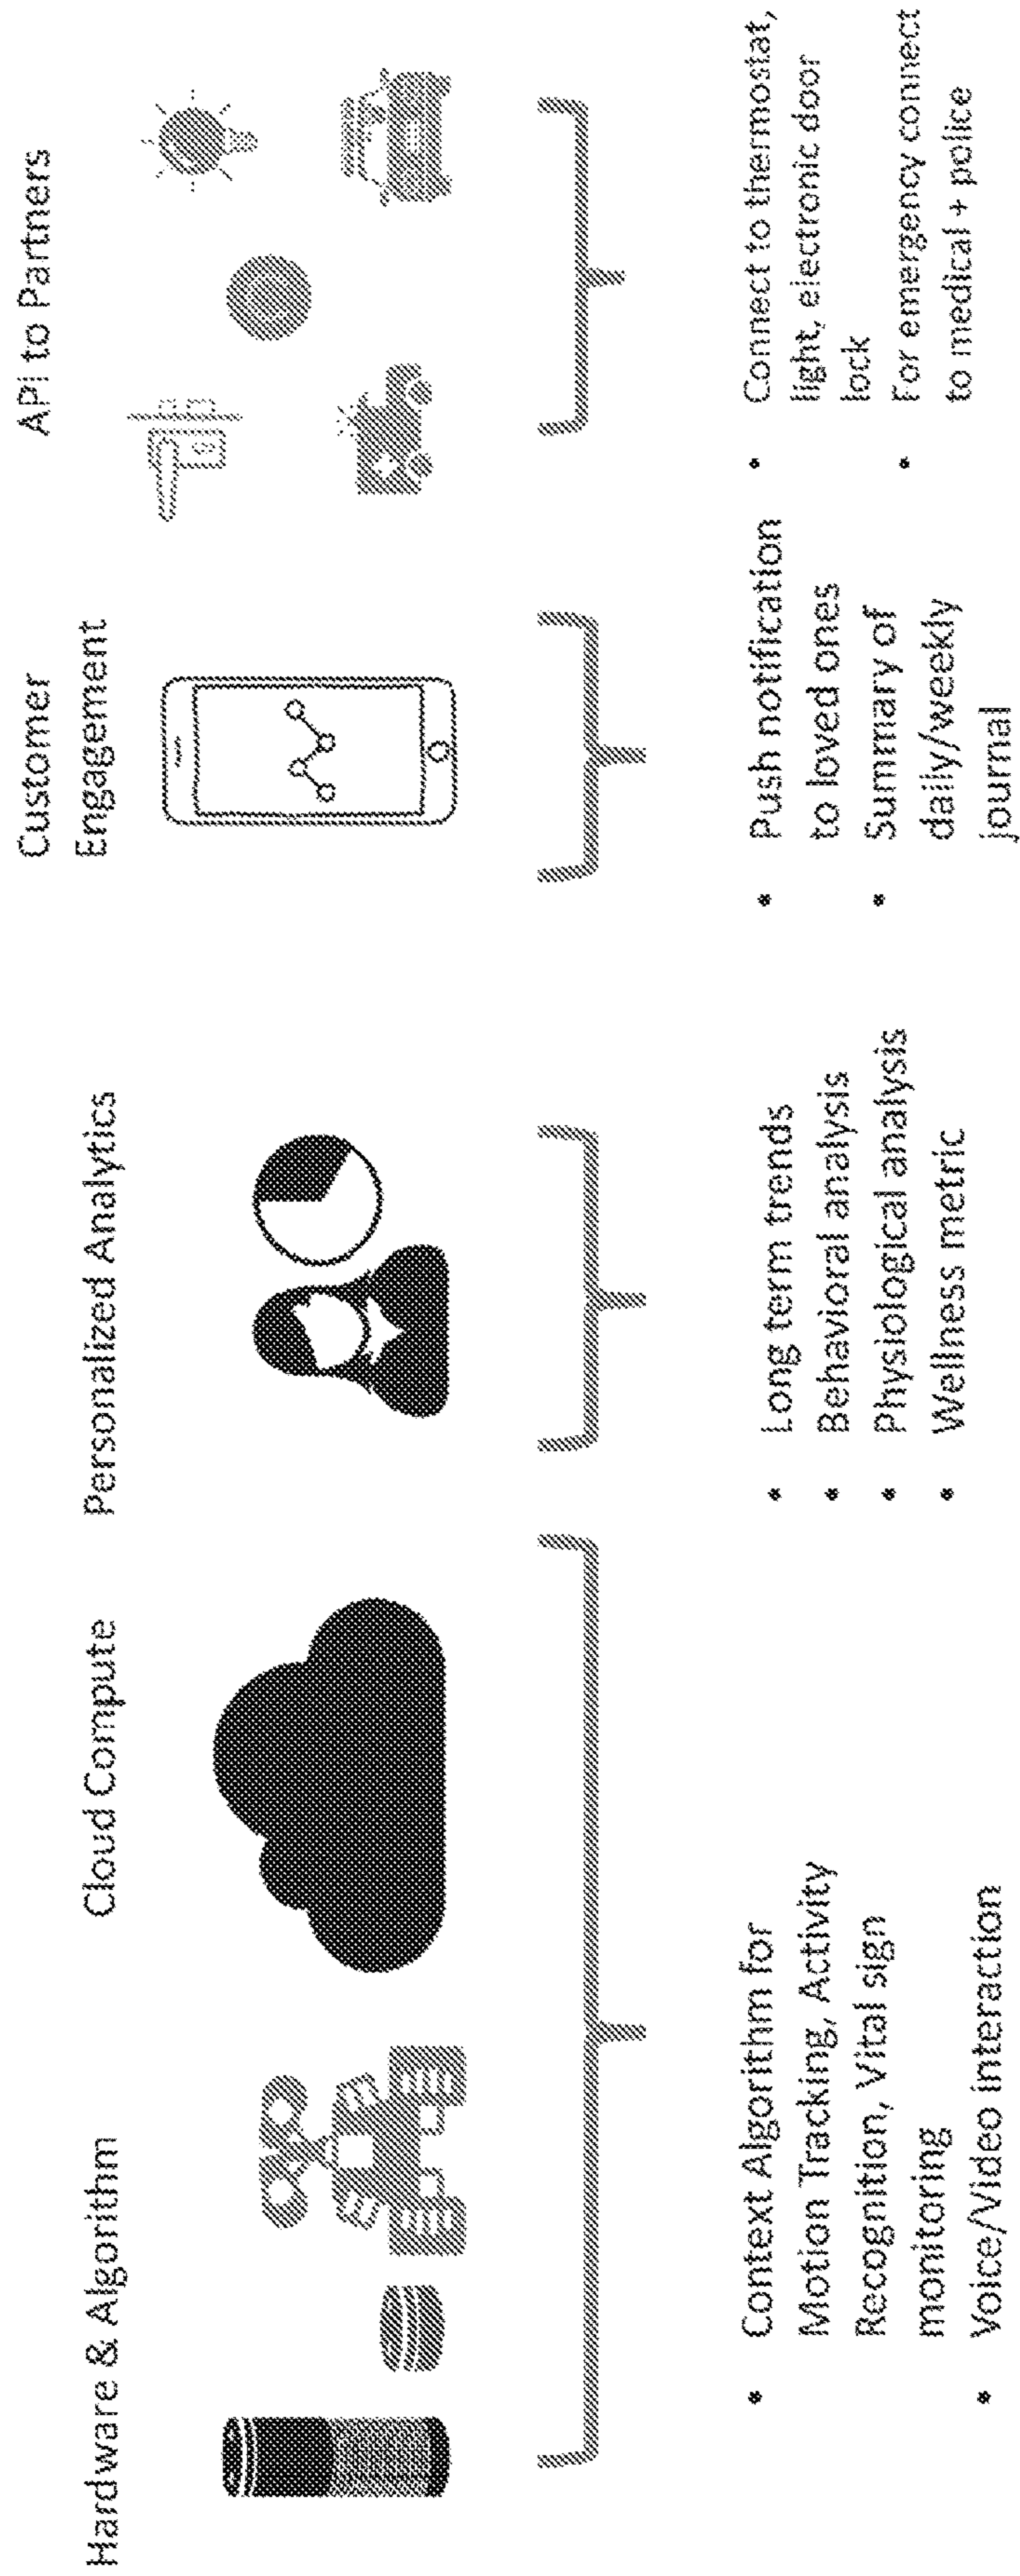 Hardware & Algorithm
Cloud Compute
Personalized Analytics
Customer
Engagement
API to Partners
• Context Algorithm for
Motion Tracking, Activity
Recognition, Vital sign
monitoring
• Voice/Video interaction
• Long term trends
• Behavioral analysis
• Physiological analysis
• Wellness metric
• Push notification
to loved ones
• Summary of
daily/weekly
journal
• Connect to thermostat,
light, electronic door
lock
• For emergency connect
to medical + police